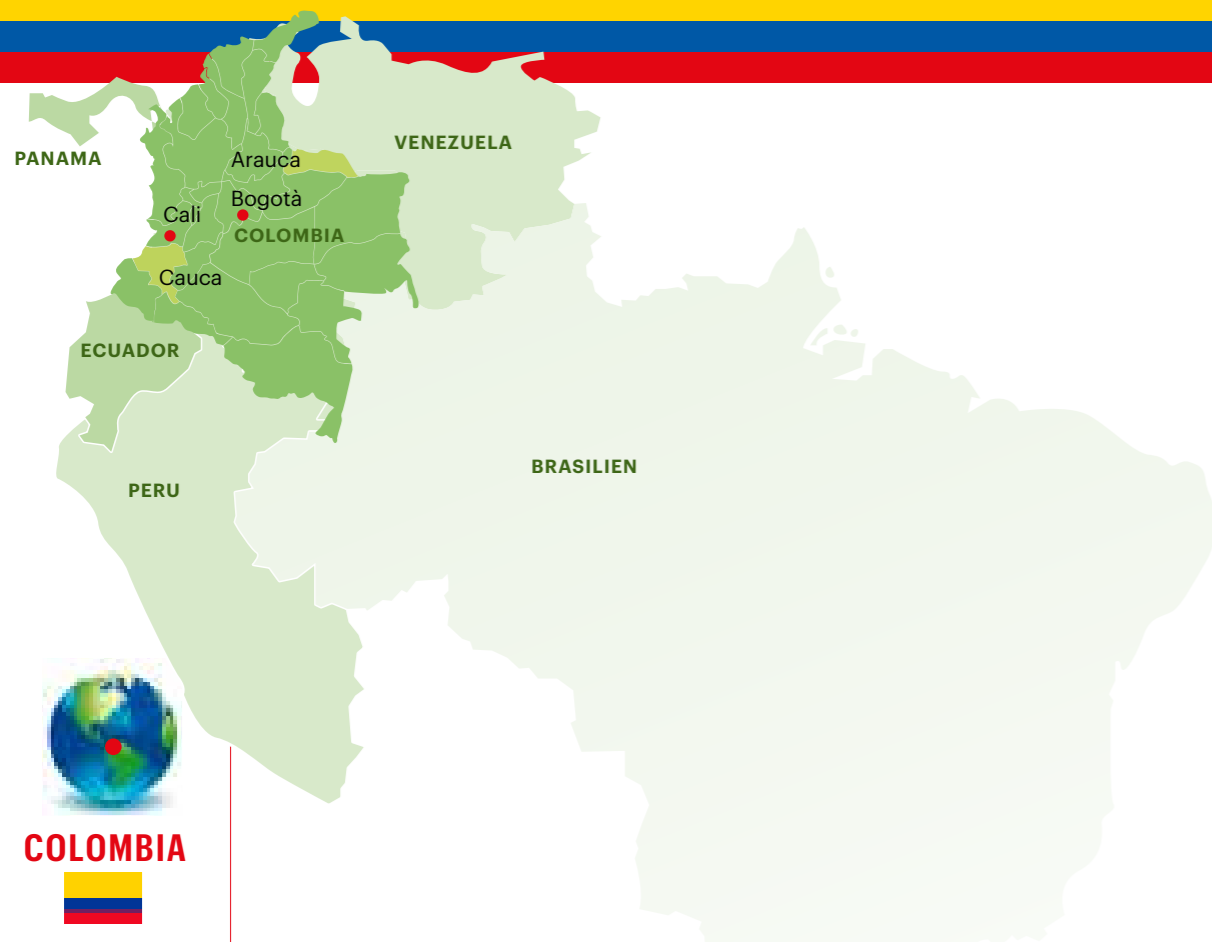 VENEZUELA
PANAMA
Arauca
Bogotà
Cali
COLOMBIA
Cauca
ECUADOR
BRASILIEN
PERU
COLOMBIA